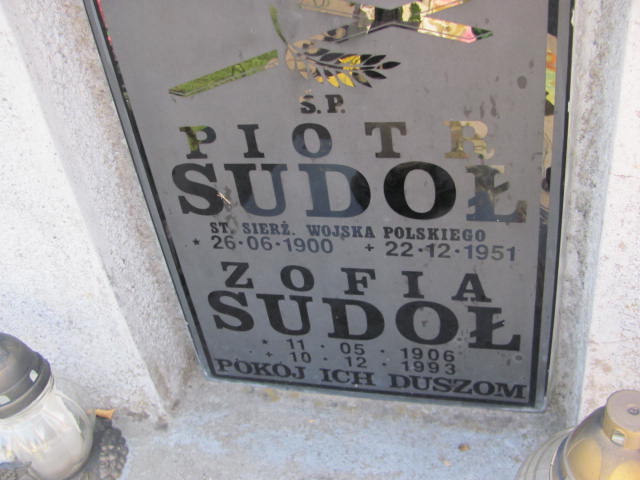 Ś.P.
PIOTR
SUDOŁ
ST. SIERŻ. WOJSKA POLSKIEGO
* 26·06·1900 + 22·12·1951
ZOFIA
SUDOŁ
* 11 · 05 · 1906
+ 10 · 12 · 1993
POKÓJ ICH DUSZOM